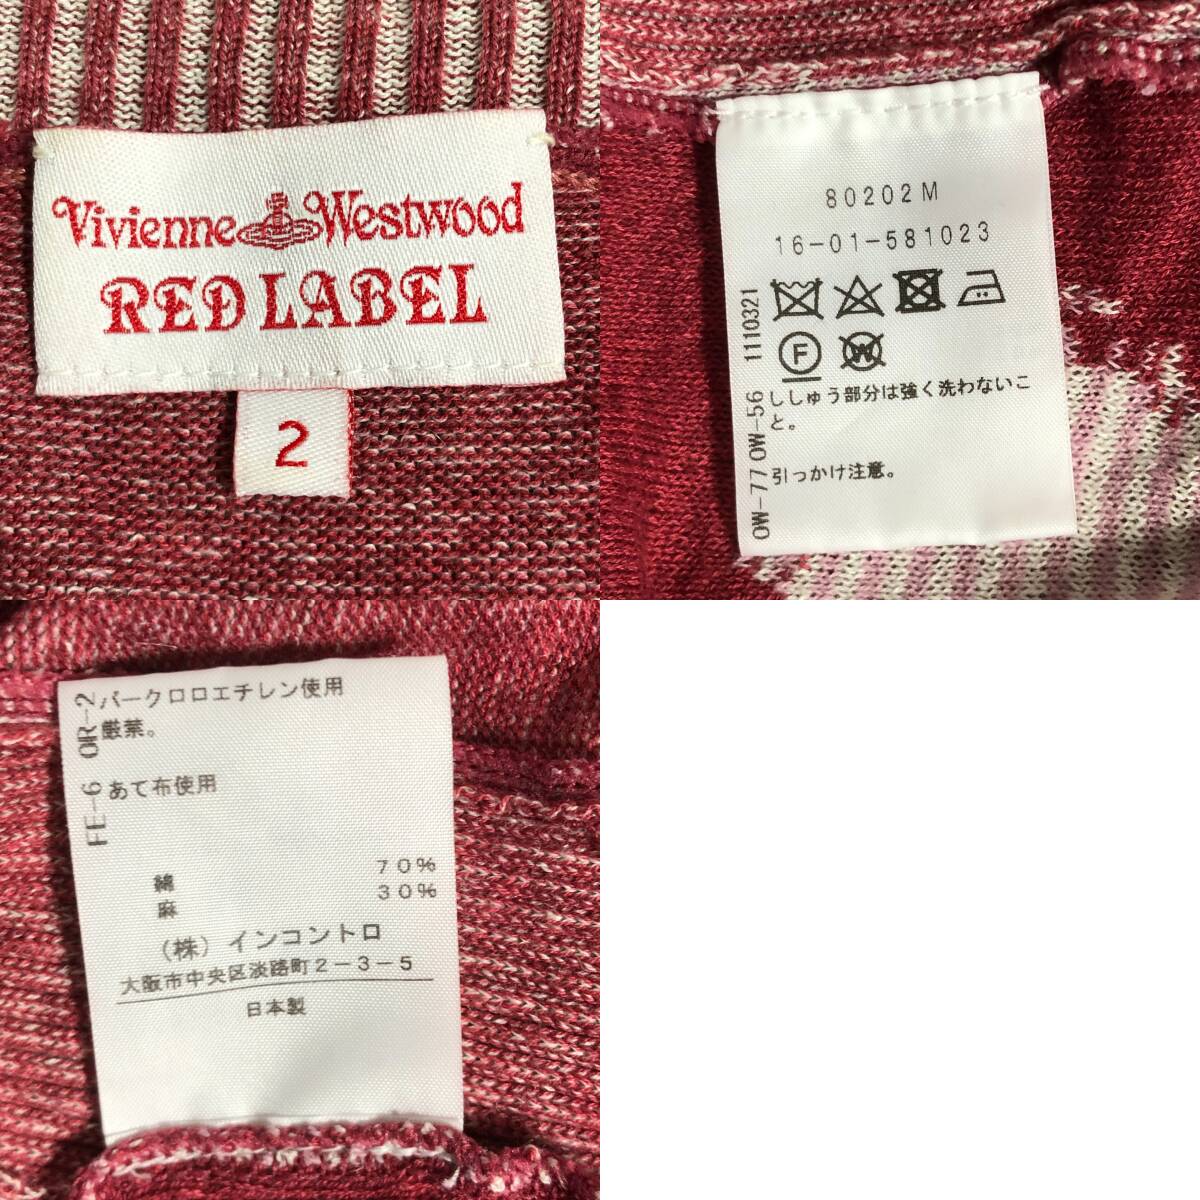 Vivienne Westwood
RED LABEL
2
80202M
16-01-581023
1110321
F
W
OW-56
ししゅう部分は強く洗わないこ
と。
OW-77
引っかけ注意。
OR-2
パークロロエチレン使用
厳禁。
FE-6
あて布使用
綿 70%
麻 30%
(株)インコントロ
大阪市中央区淡路町2-3-5
日本製